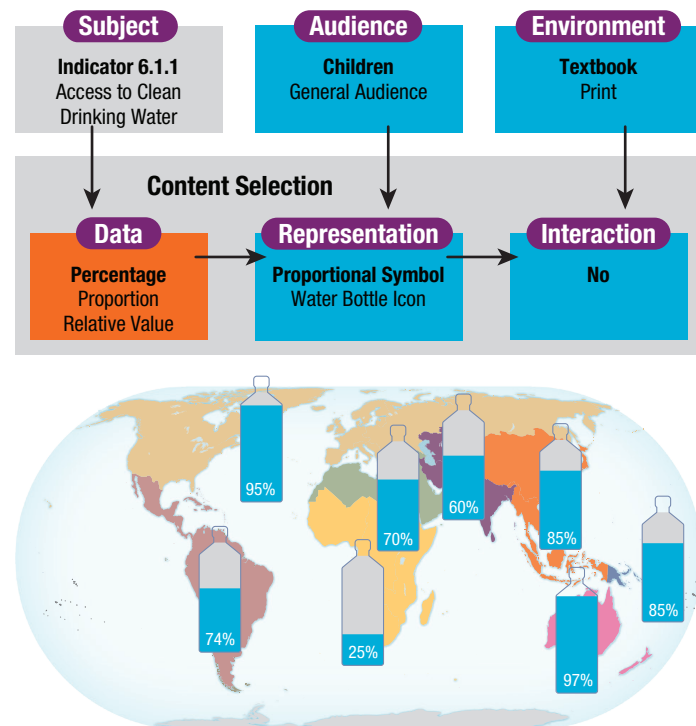 Subject
Indicator 6.1.1
Access to Clean
Drinking Water
Audience
Children
General Audience
Environment
Textbook
Print
Content Selection
Data
Percentage
Proportion
Relative Value
Representation
Proportional Symbol
Water Bottle Icon
Interaction
No
95%
70%
60%
85%
85%
74%
25%
97%